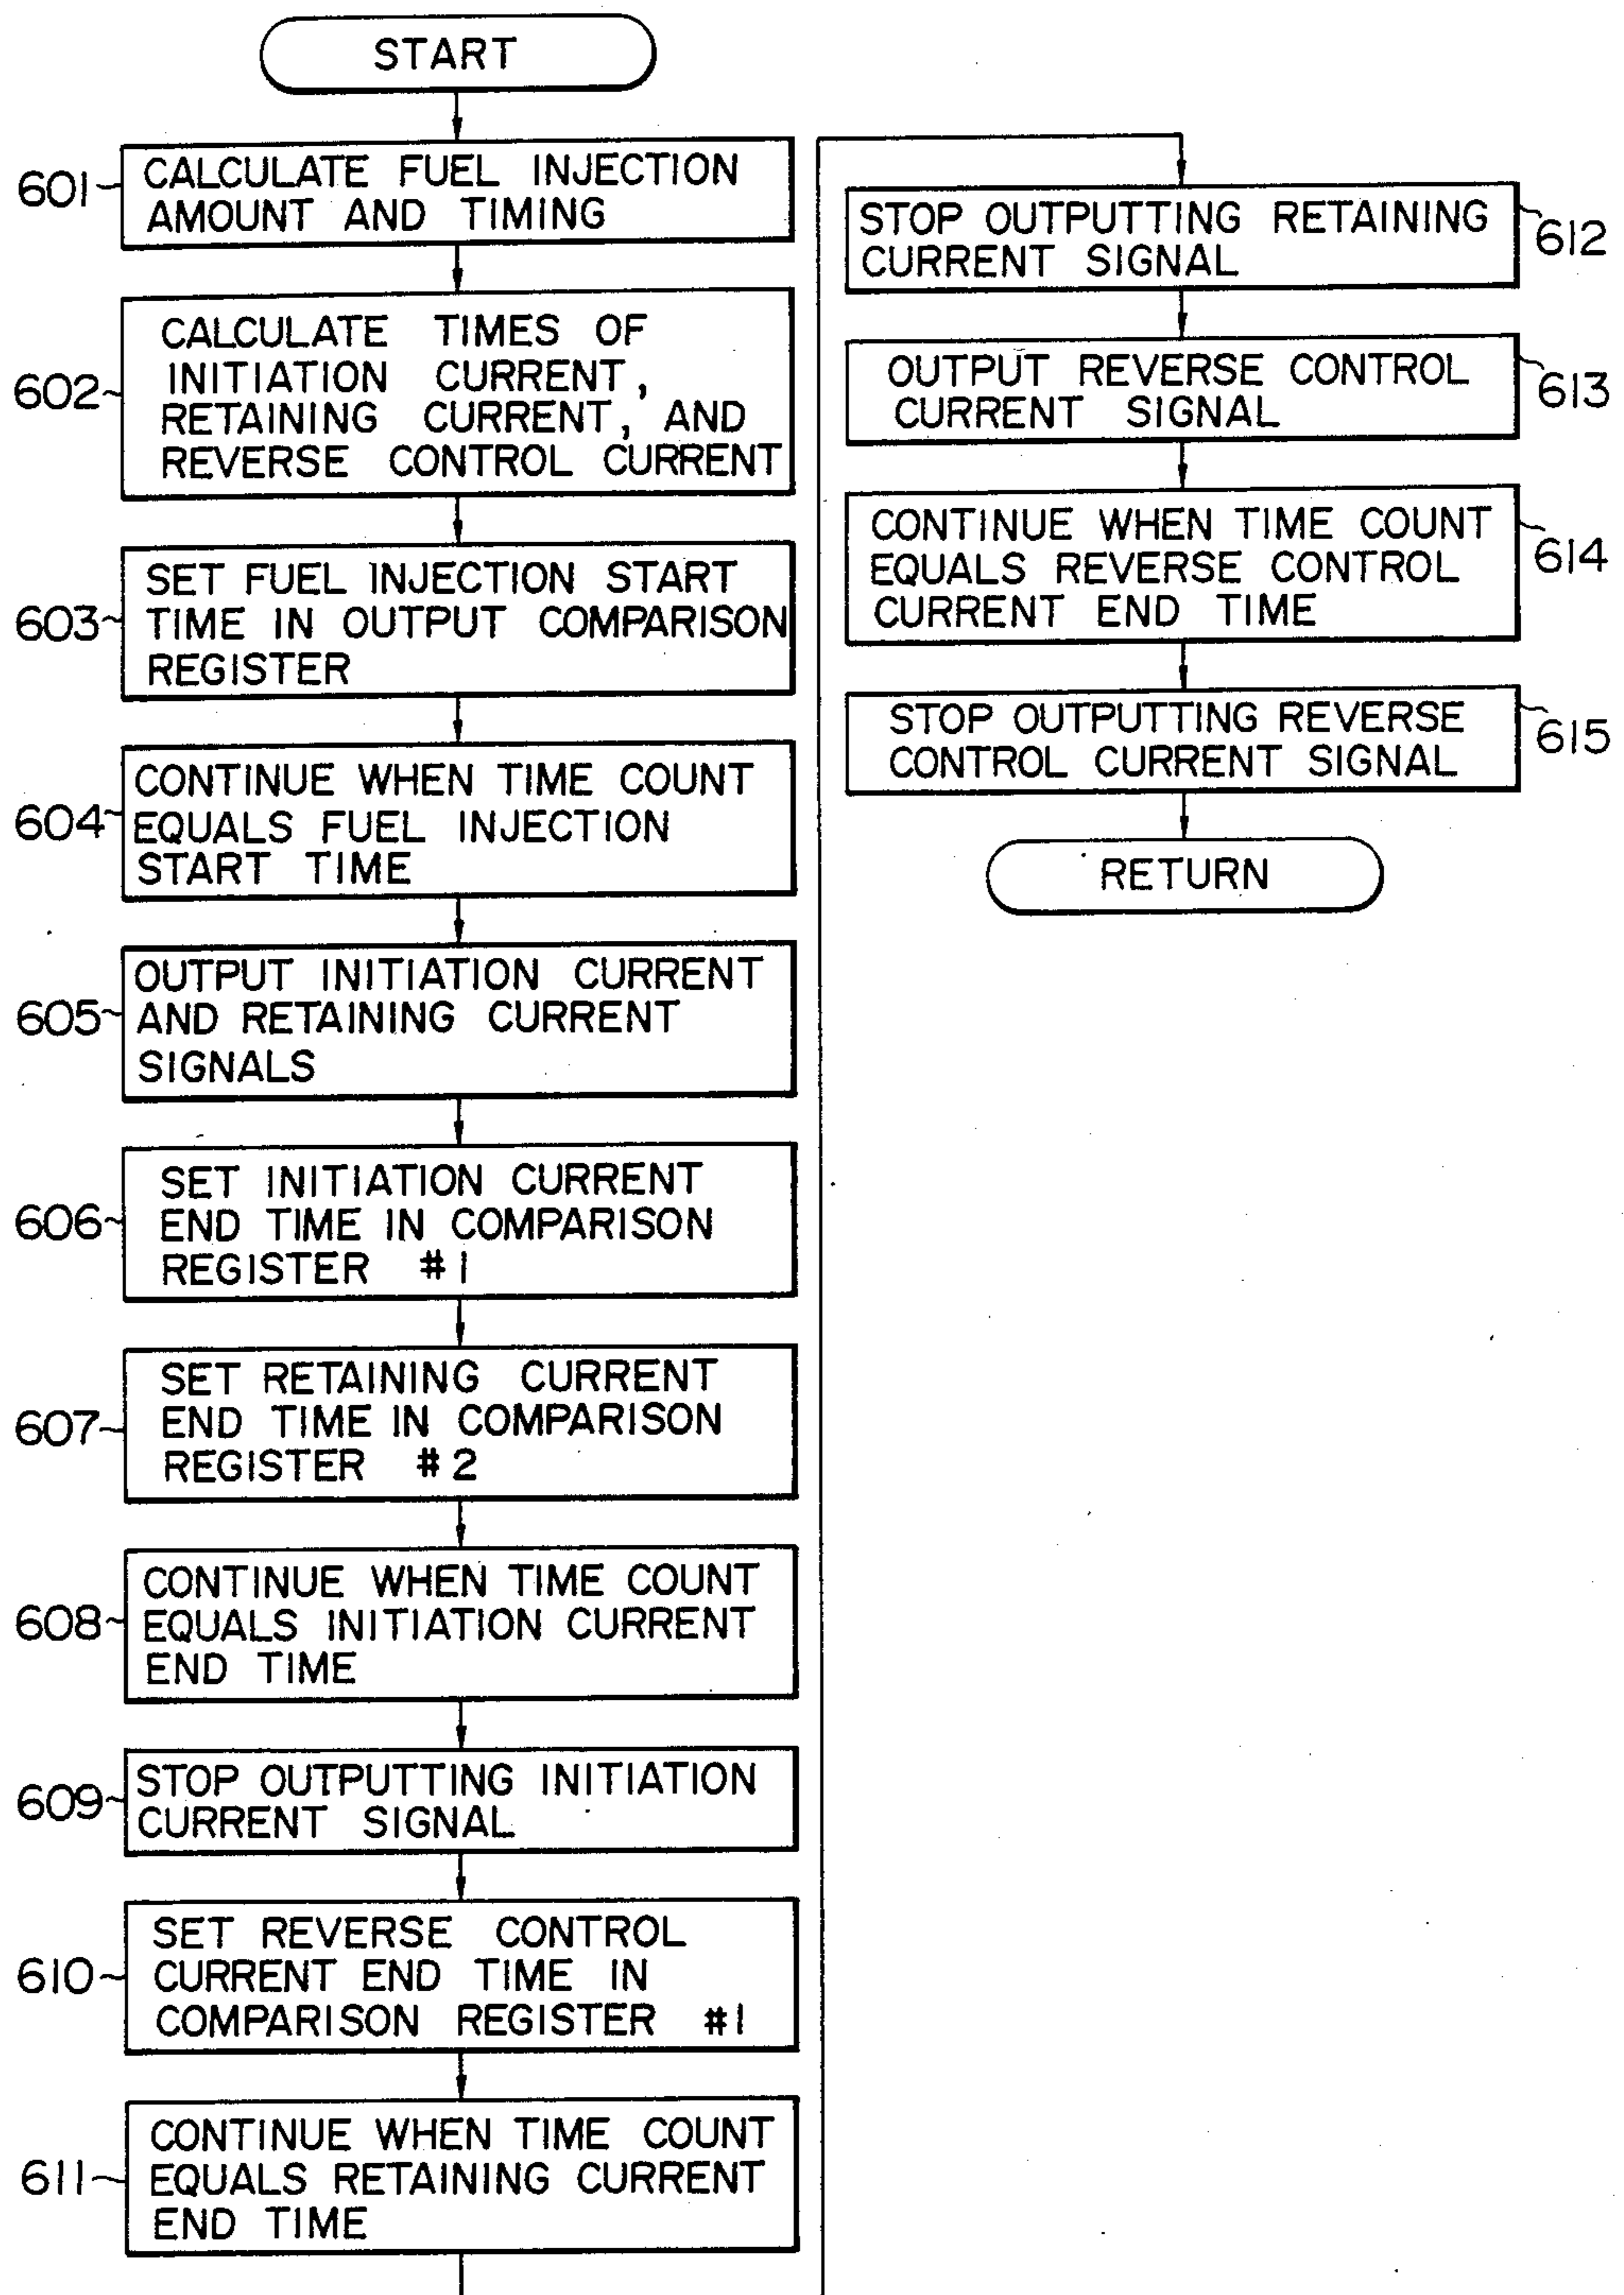 START
601
CALCULATE FUEL INJECTION
AMOUNT AND TIMING
602
CALCULATE TIMES OF
INITIATION CURRENT,
RETAINING CURRENT, AND
REVERSE CONTROL CURRENT
603
SET FUEL INJECTION START
TIME IN OUTPUT COMPARISON
REGISTER
604
CONTINUE WHEN TIME COUNT
EQUALS FUEL INJECTION
START TIME
605
OUTPUT INITIATION CURRENT
AND RETAINING CURRENT
SIGNALS
606
SET INITIATION CURRENT
END TIME IN COMPARISON
REGISTER #1
607
SET RETAINING CURRENT
END TIME IN COMPARISON
REGISTER #2
608
CONTINUE WHEN TIME COUNT
EQUALS INITIATION CURRENT
END TIME
609
STOP OUTPUTTING INITIATION
CURRENT SIGNAL
610
SET REVERSE CONTROL
CURRENT END TIME IN
COMPARISON REGISTER #1
611
CONTINUE WHEN TIME COUNT
EQUALS RETAINING CURRENT
END TIME
STOP OUTPUTTING RETAINING
CURRENT SIGNAL
612
OUTPUT REVERSE CONTROL
CURRENT SIGNAL
613
CONTINUE WHEN TIME COUNT
EQUALS REVERSE CONTROL
CURRENT END TIME
614
STOP OUTPUTTING REVERSE
CONTROL CURRENT SIGNAL
615
RETURN